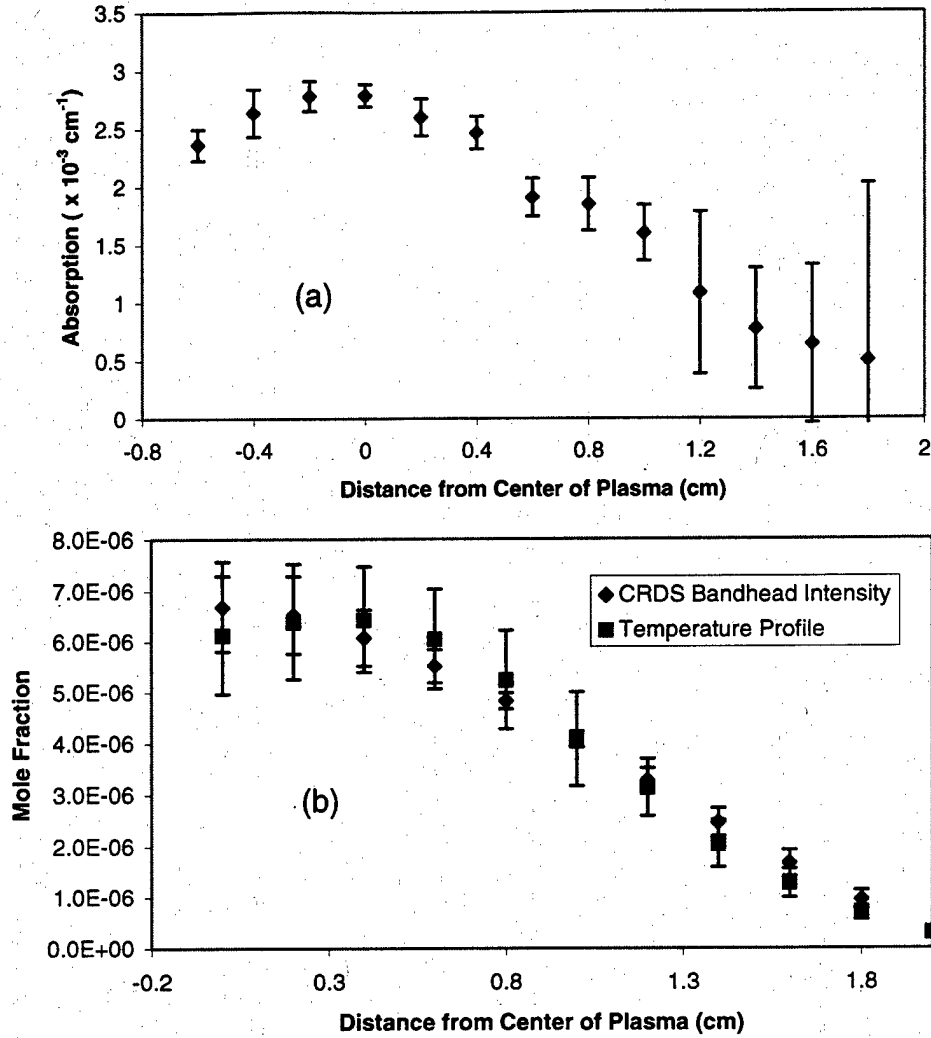 3.5
3
2.5
2
1.5
1
0.5
0
Absorption ( x 10⁻³ cm⁻¹)
(a)
-0.8
-0.4
0
0.4
0.8
1.2
1.6
2
Distance from Center of Plasma (cm)
8.0E-06
7.0E-06
6.0E-06
5.0E-06
4.0E-06
3.0E-06
2.0E-06
1.0E-06
0.0E+00
Mole Fraction
CRDS Bandhead Intensity
Temperature Profile
(b)
-0.2
0.3
0.8
1.3
1.8
Distance from Center of Plasma (cm)